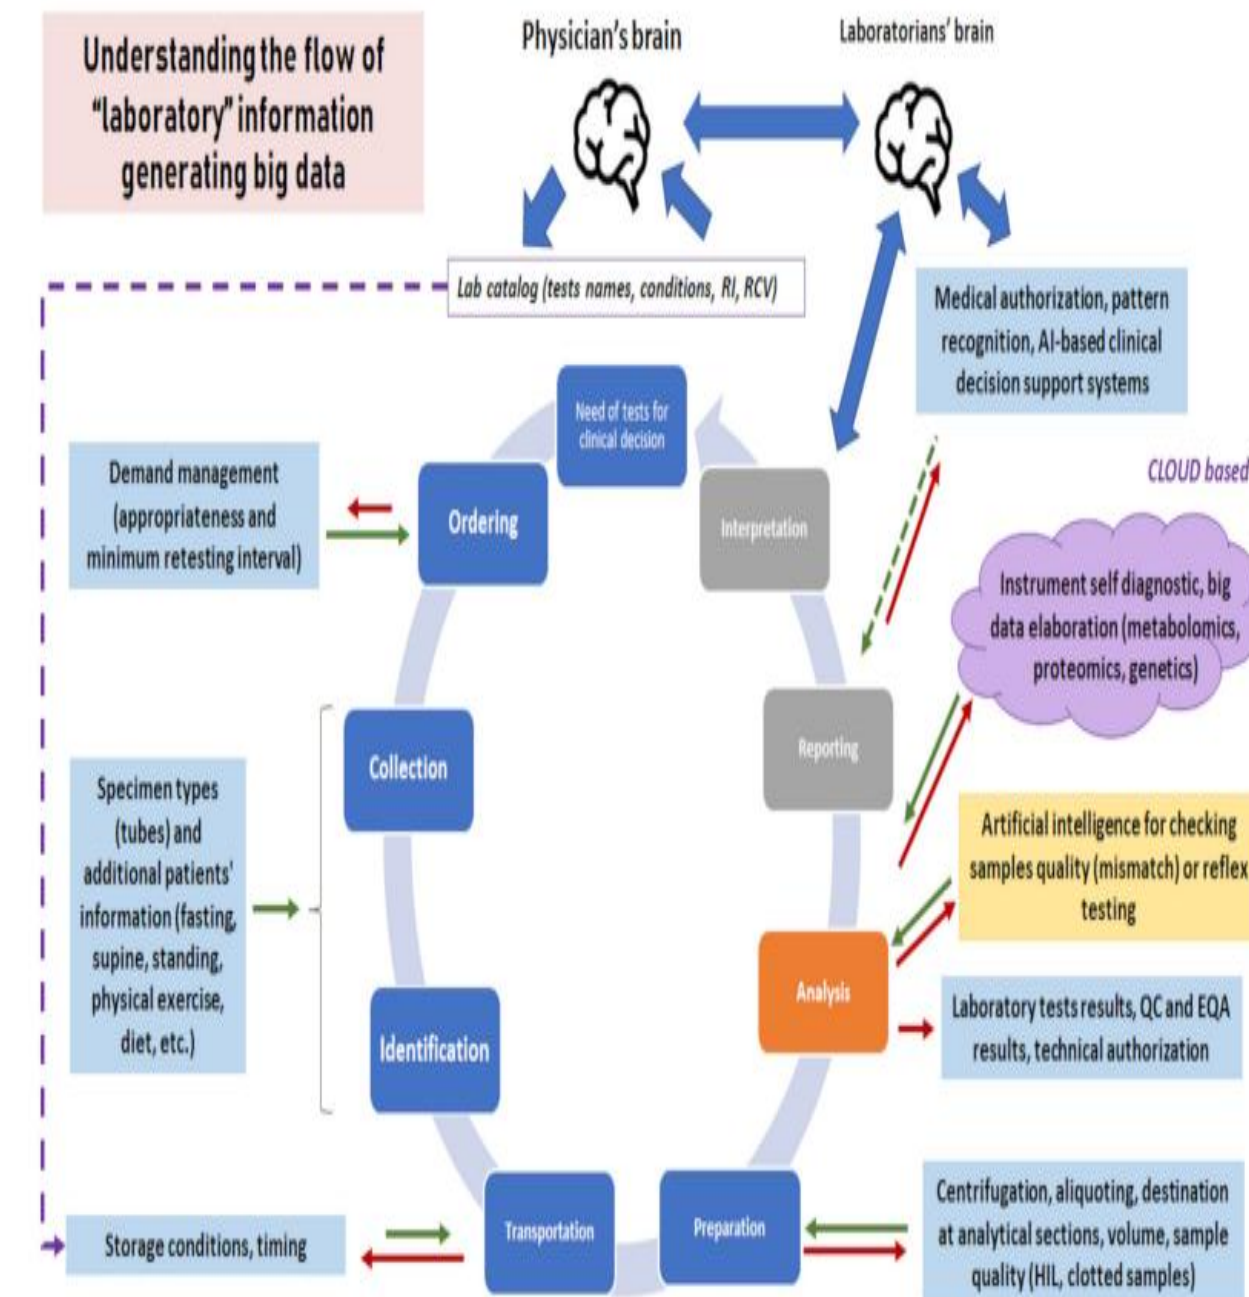 Understanding the flow of
“laboratory” information
generating big data
Physician's brain
Laboratorians' brain
Lab catalog (tests names, conditions, RI, RCV)
Medical authorization, pattern
recognition, AI-based clinical
decision support systems
Need of tests for
clinical decision
Demand management
(appropriateness and
minimum retesting interval)
Ordering
Interpretation
CLOUD based
Instrument self diagnostic, big
data elaboration (metabolomics,
proteomics, genetics)
Collection
Reporting
Specimen types
(tubes) and
additional patients'
information (fasting,
supine, standing,
physical exercise,
diet, etc.)
Artificial intelligence for checking
samples quality (mismatch) or reflex
testing
Analysis
Laboratory tests results, QC and EQA
results, technical authorization
Identification
Storage conditions, timing
Transportation
Preparation
Centrifugation, aliquoting, destination
at analytical sections, volume, sample
quality (HIL, clotted samples)